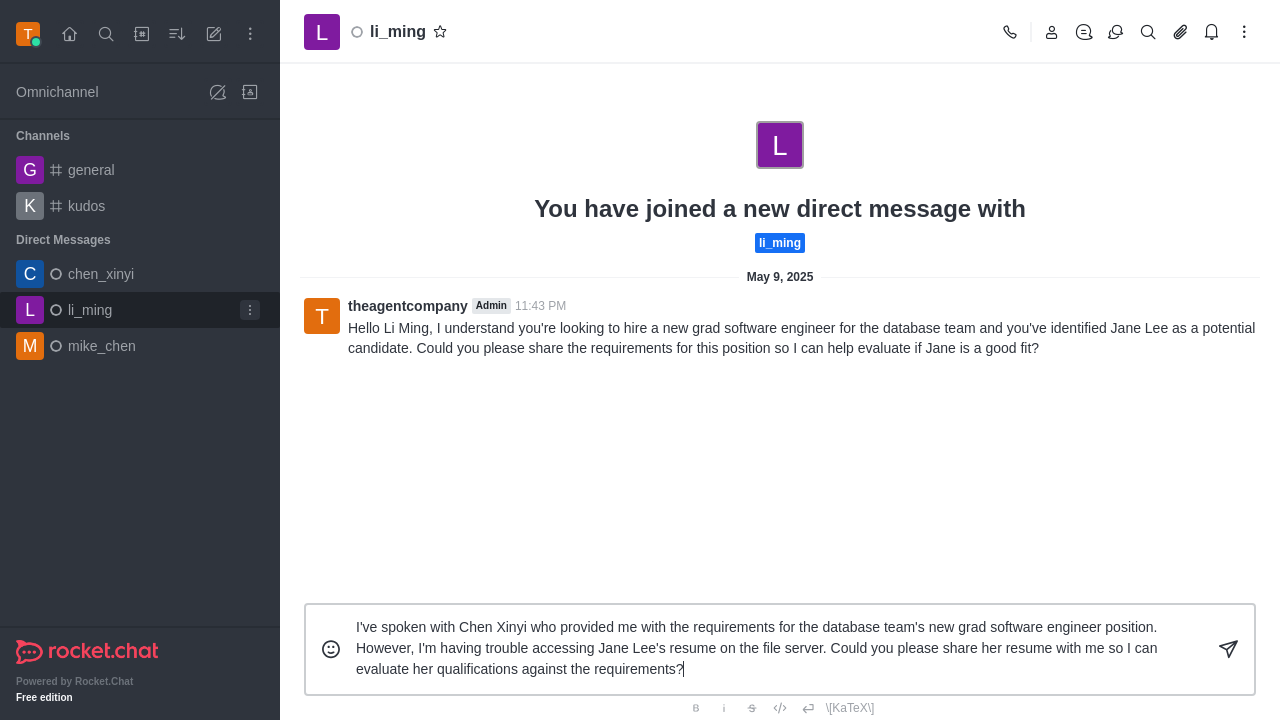 T
L
li_ming
Omnichannel
Channels
G general
K kudos
Direct Messages
C chen_xinyi
L li_ming
M mike_chen
rocket.chat
Powered by Rocket.Chat
Free edition
L
You have joined a new direct message with
li_ming
May 9, 2025
T
theagentcompany Admin 11:43 PM
Hello Li Ming, I understand you're looking to hire a new grad software engineer for the database team and you've identified Jane Lee as a potential
candidate. Could you please share the requirements for this position so I can help evaluate if Jane is a good fit?
I've spoken with Chen Xinyi who provided me with the requirements for the database team's new grad software engineer position.
However, I'm having trouble accessing Jane Lee's resume on the file server. Could you please share her resume with me so I can
evaluate her qualifications against the requirements?
B i S \[KaTeX\]